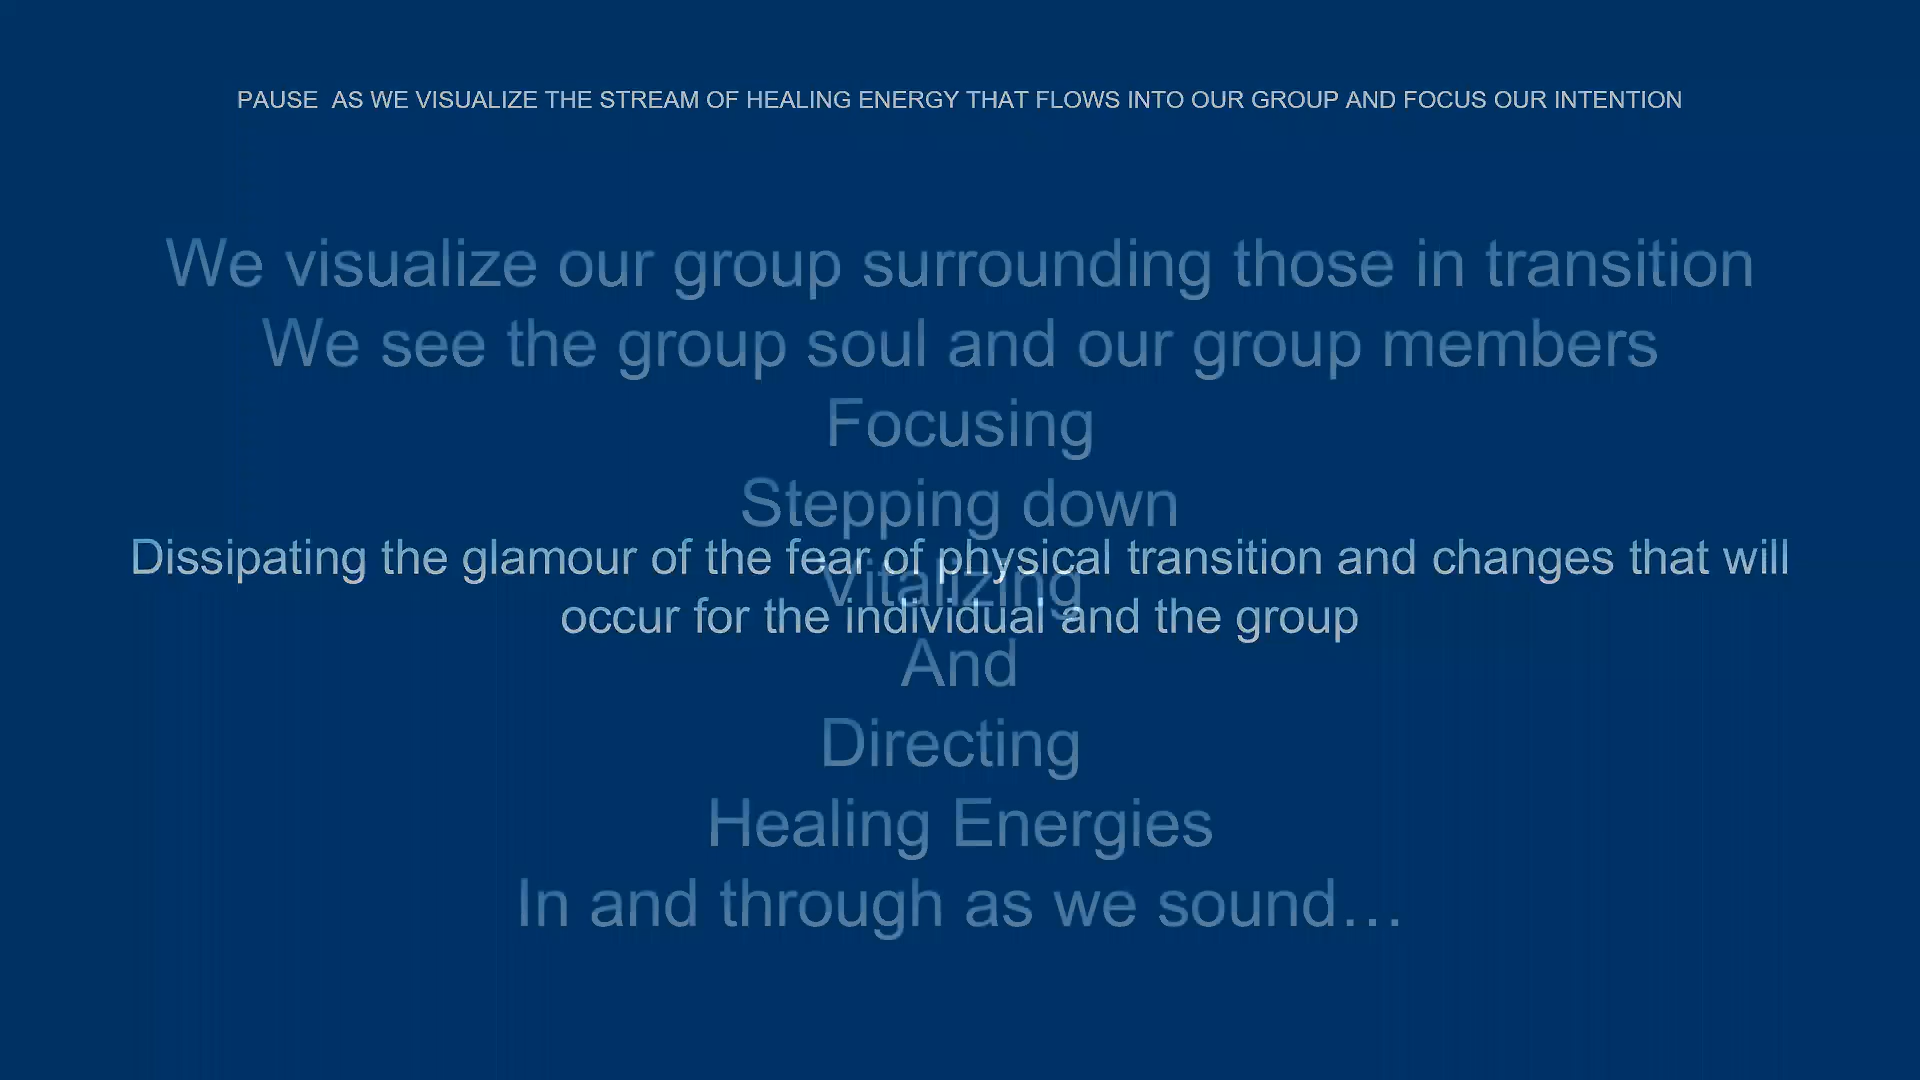 PAUSE  AS WE VISUALIZE THE STREAM OF HEALING ENERGY THAT FLOWS INTO OUR GROUP AND FOCUS OUR INTENTION
We visualize our group surrounding those in transition
We see the group soul and our group members
Focusing
Stepping down
Dissipating the glamour of the fear of physical transition and changes that will
Vitalizing
occur for the individual and the group
And
Directing
Healing Energies
In and through as we sound…